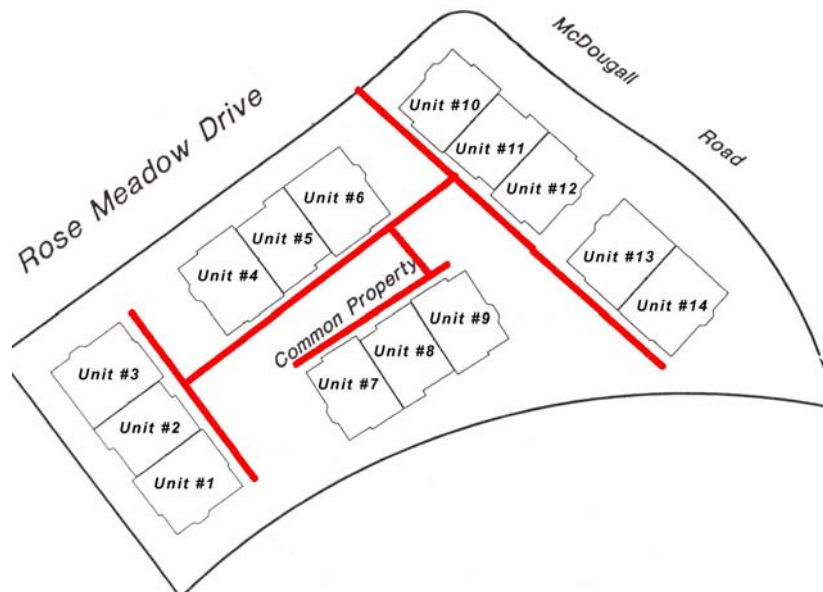 McDougall
Road
Rose Meadow Drive
Unit #10
Unit #11
Unit #12
Unit #6
Unit #5
Unit #4
Unit #13
Unit #14
Common Property
Unit #9
Unit #8
Unit #7
Unit #3
Unit #2
Unit #1